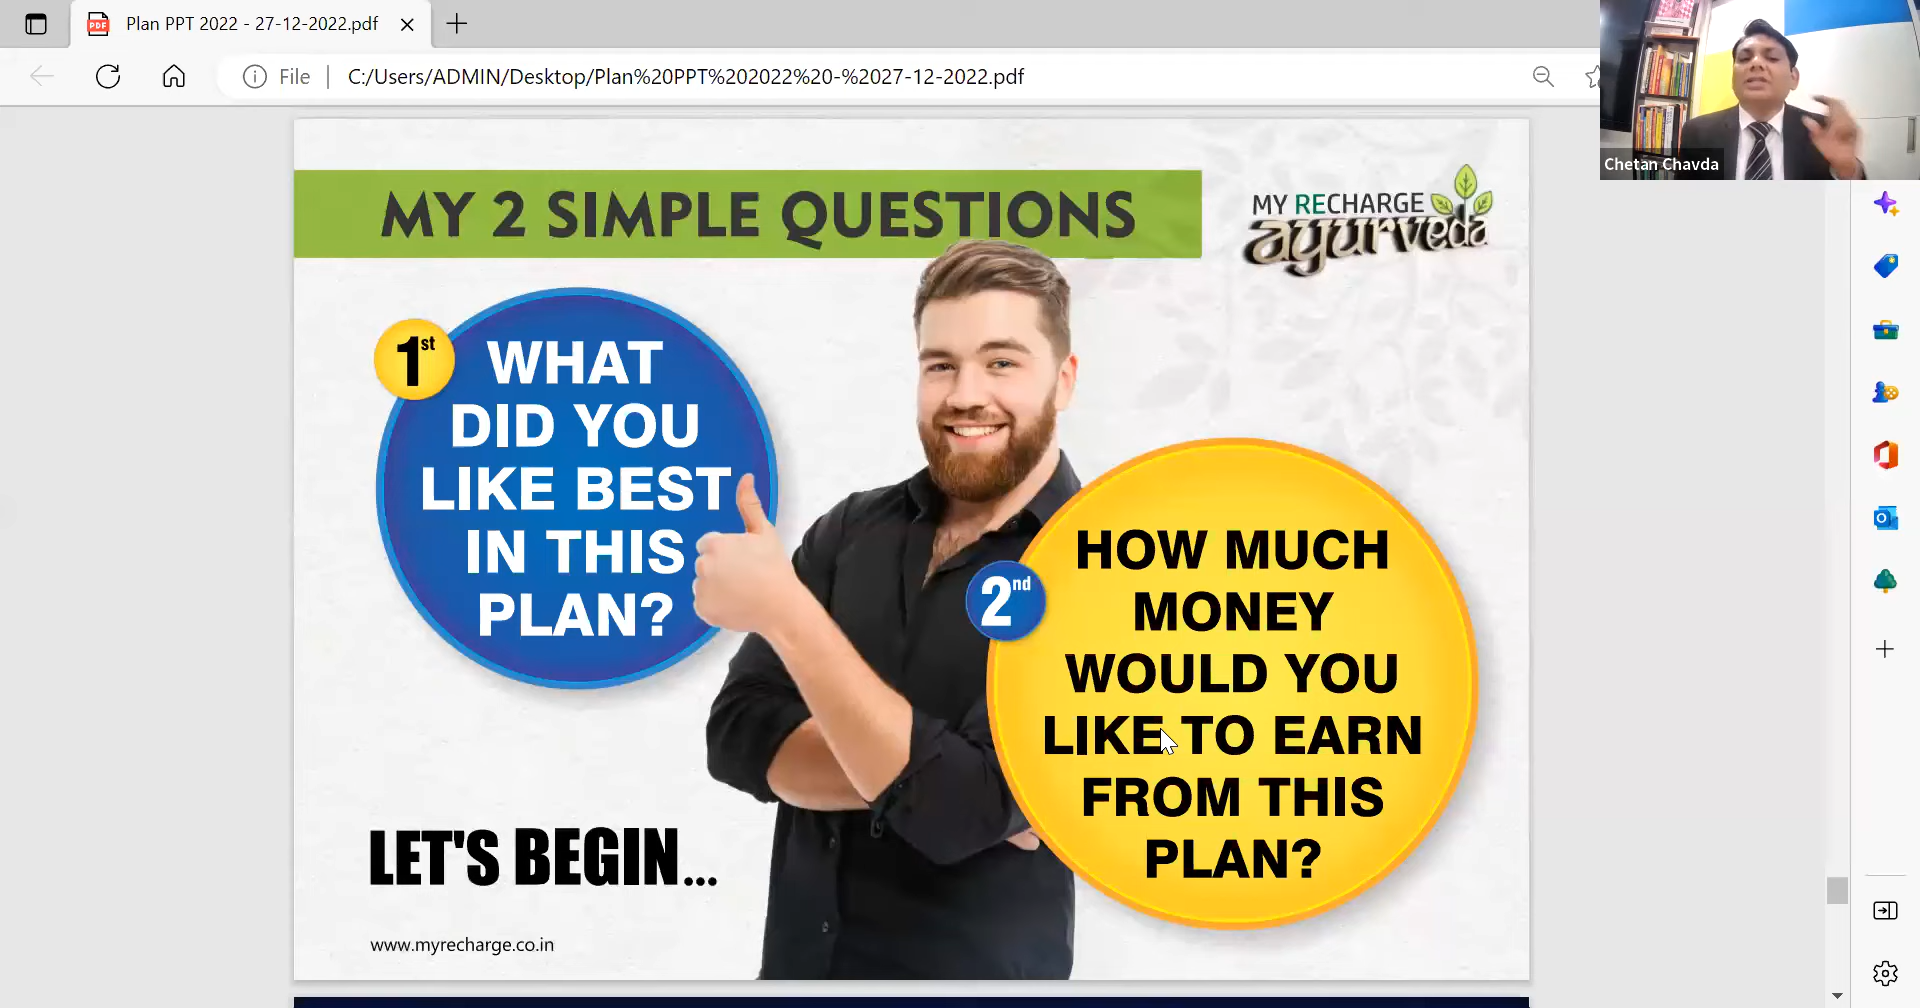 Plan PPT 2022 - 27-12-2022.pdf
File
C:/Users/ADMIN/Desktop/Plan%20PPT%202022%20-%2027-12-2022.pdf
Chetan Chavda
MY 2 SIMPLE QUESTIONS
MY RECHARGE
ayurveda
1st
WHAT
DID YOU
LIKE BEST
IN THIS
PLAN?
2nd
HOW MUCH
MONEY
WOULD YOU
LIKE TO EARN
FROM THIS
PLAN?
LET'S BEGIN...
www.myrecharge.co.in